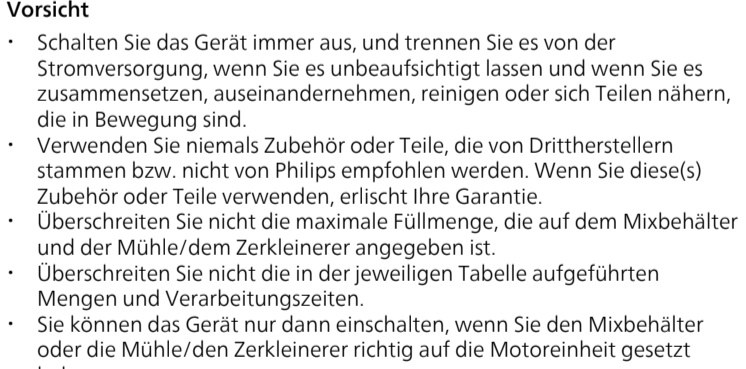 Vorsicht
· Schalten Sie das Gerät immer aus, und trennen Sie es von der
Stromversorgung, wenn Sie es unbeaufsichtigt lassen und wenn Sie es
zusammensetzen, auseinandernehmen, reinigen oder sich Teilen nähern,
die in Bewegung sind.
· Verwenden Sie niemals Zubehör oder Teile, die von Drittherstellern
stammen bzw. nicht von Philips empfohlen werden. Wenn Sie diese(s)
Zubehör oder Teile verwenden, erlischt Ihre Garantie.
· Überschreiten Sie nicht die maximale Füllmenge, die auf dem Mixbehälter
und der Mühle/dem Zerkleinerer angegeben ist.
· Überschreiten Sie nicht die in der jeweiligen Tabelle aufgeführten
Mengen und Verarbeitungszeiten.
· Sie können das Gerät nur dann einschalten, wenn Sie den Mixbehälter
oder die Mühle/den Zerkleinerer richtig auf die Motoreinheit gesetzt